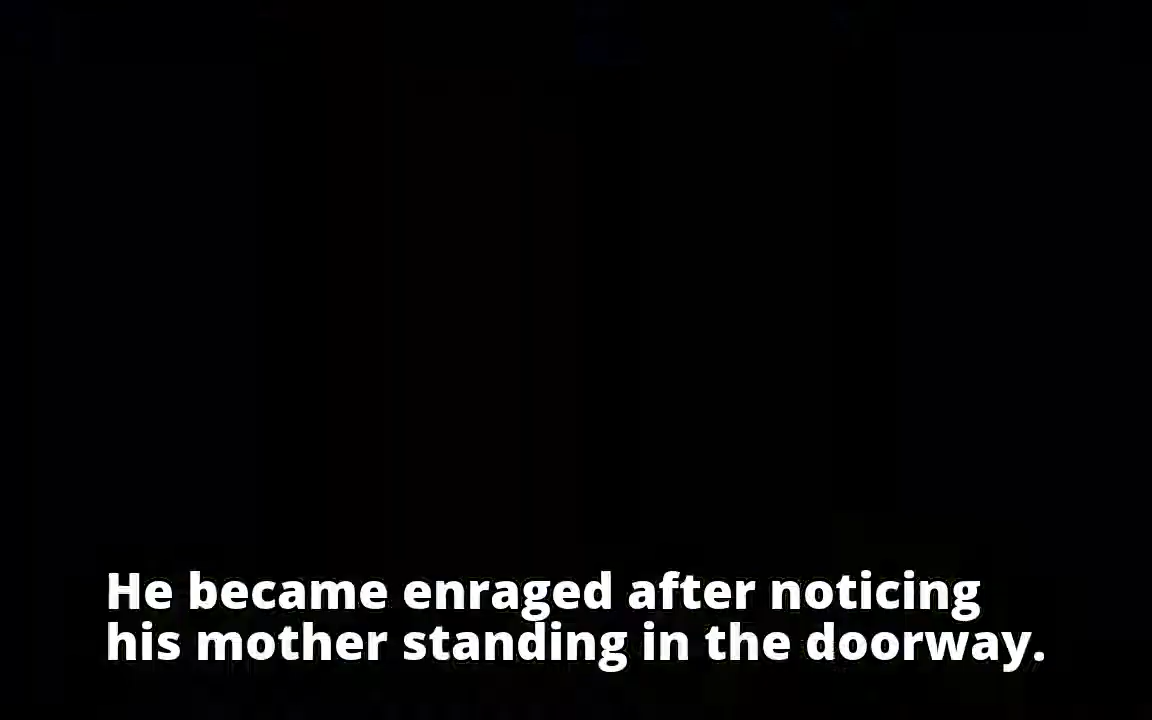 He became enraged after noticing
his mother standing in the doorway.